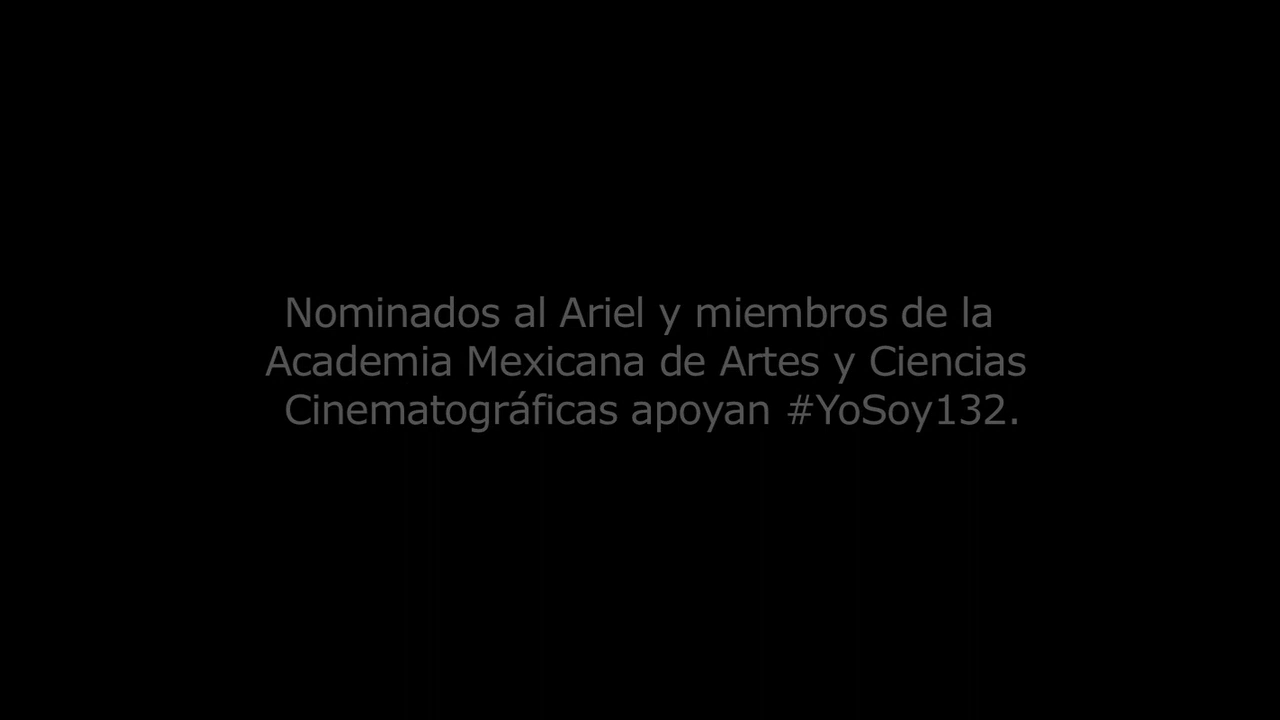 Nominados al Ariel y miembros de la
Academia Mexicana de Artes y Ciencias
Cinematográficas apoyan #YoSoy132.